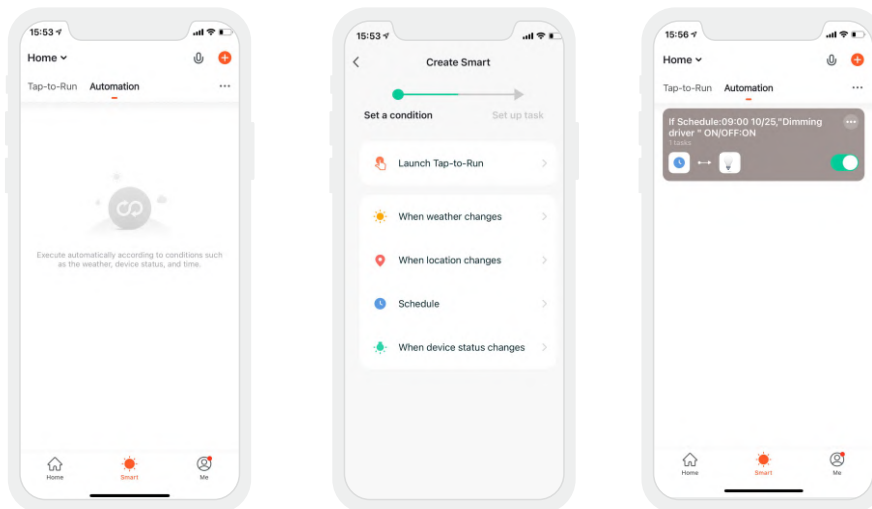 15:53
Home
Tap-to-Run Automation
Execute automatically according to conditions such
as the weather, device status, and time.
Home Smart Me
15:53
Create Smart
Set a condition Set up task
Launch Tap-to-Run
When weather changes
When location changes
Schedule
When device status changes
15:56
Home
Tap-to-Run Automation
If Schedule:09:00 10/25,"Dimming
driver " ON/OFF:ON
1 tasks
Home Smart Me